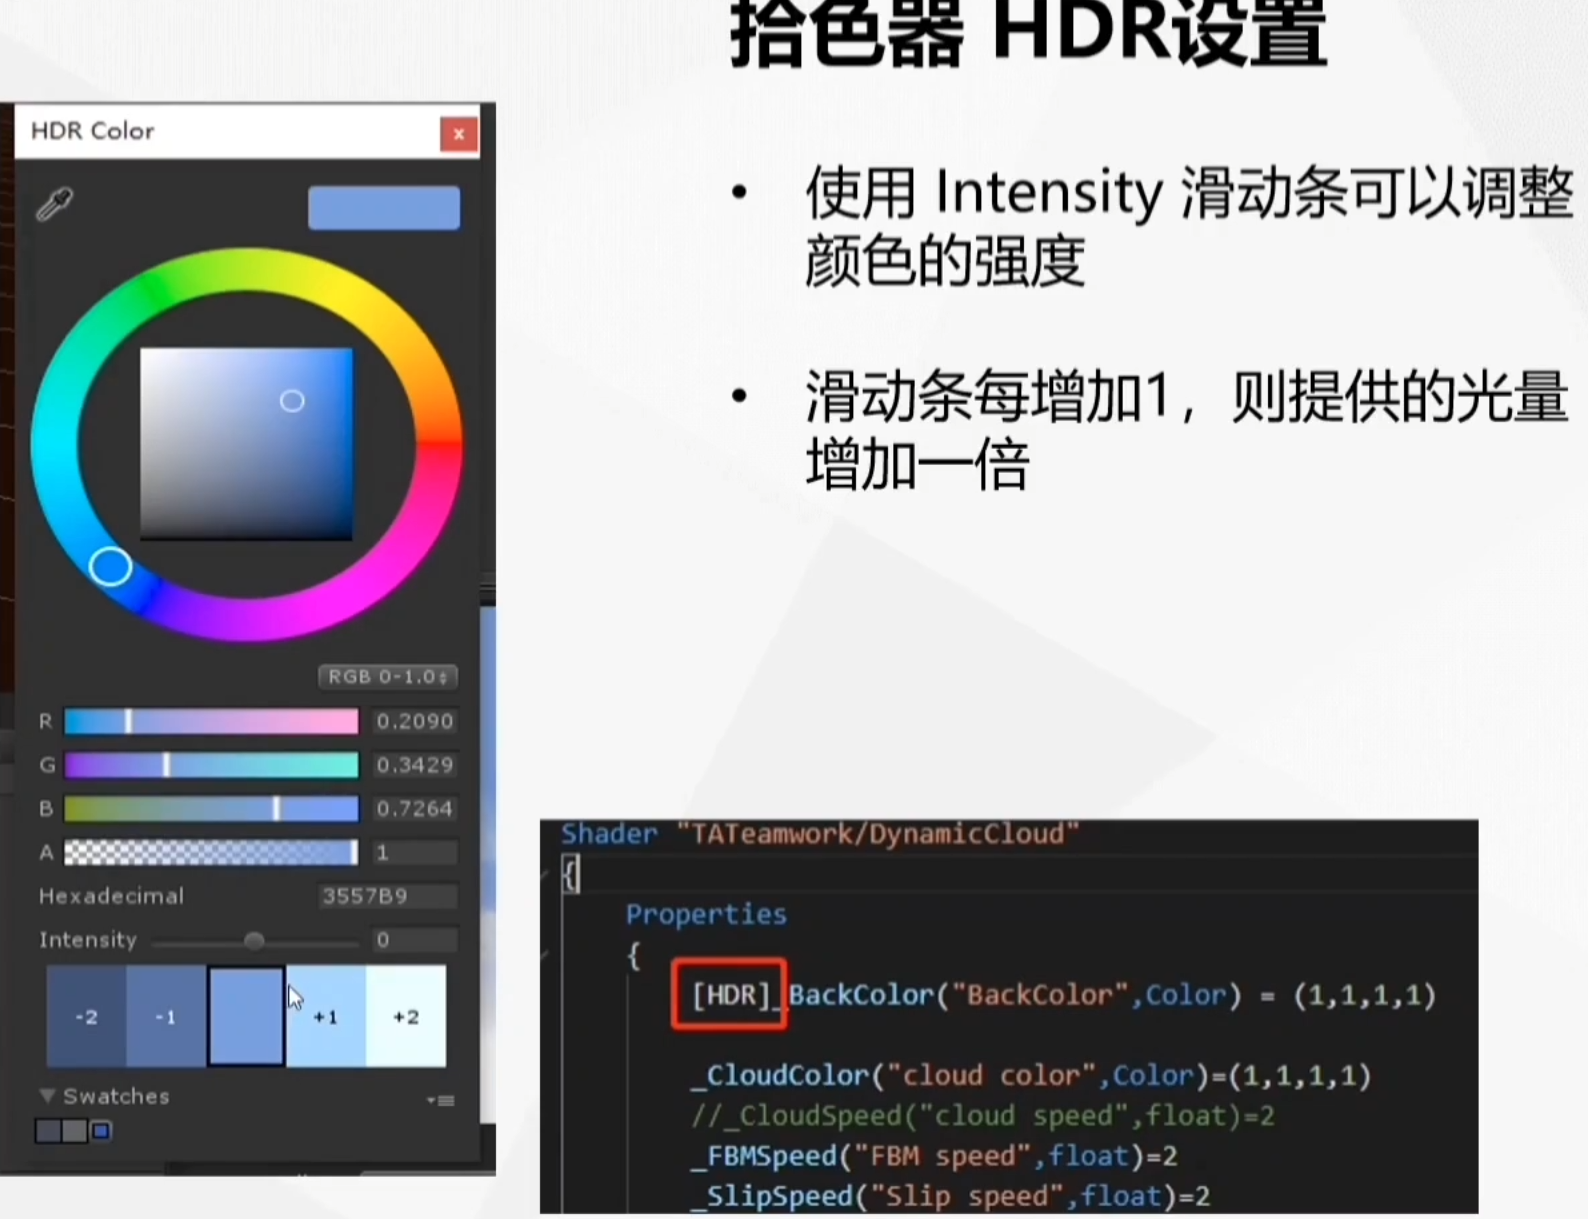 拾色器 HDR设置
HDR Color
x
RGB 0-1.0
R 0.2090
G 0.3429
B 0.7264
A 1
Hexadecimal 3557B9
Intensity 0
-2 -1 +1 +2
Swatches
• 使用 Intensity 滑动条可以调整
颜色的强度
• 滑动条每增加1，则提供的光量
增加一倍
Shader "TATeamwork/DynamicCloud"
{
Properties
{
[HDR]_BackColor("BackColor",Color) = (1,1,1,1)
_CloudColor("cloud color",Color)=(1,1,1,1)
//_CloudSpeed("cloud speed",float)=2
_FBMSpeed("FBM speed",float)=2
_SlipSpeed("Slip speed",float)=2